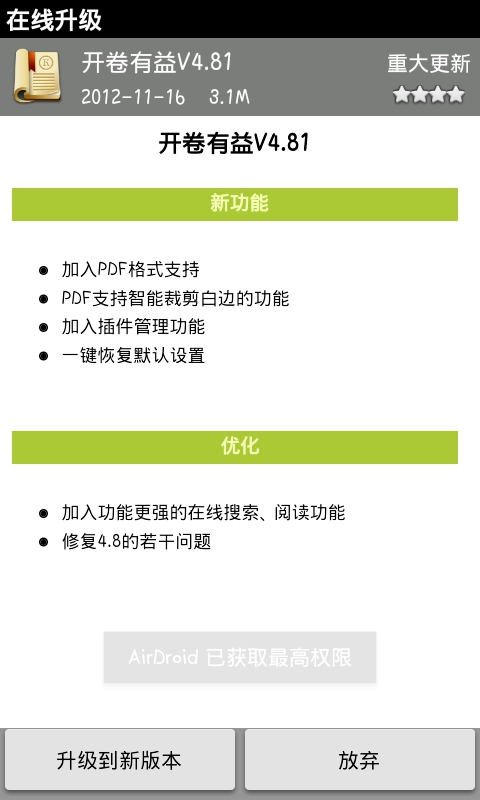 在线升级
开卷有益V4.81
重大更新
2012-11-16 3.1M
开卷有益V4.81
新功能
加入PDF格式支持
PDF支持智能裁剪白边的功能
加入插件管理功能
一键恢复默认设置
优化
加入功能更强的在线搜索、阅读功能
修复4.8的若干问题
AirDroid 已获取最高权限
升级到新版本
放弃